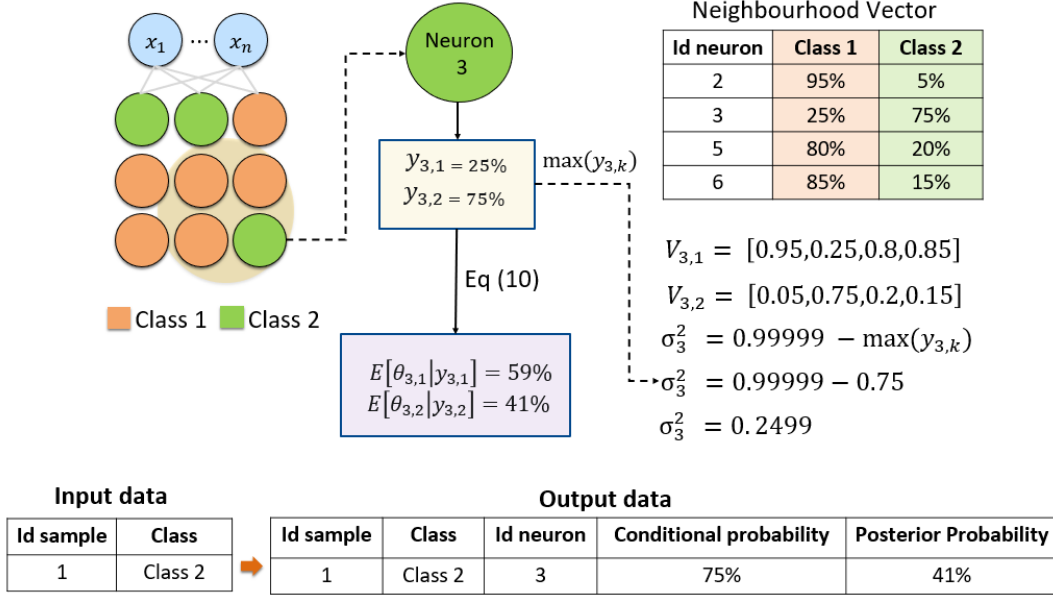 x₁ ... xₙ
Class 1 Class 2
Neuron
3
y₃,₁ = 25%
y₃,₂ = 75%
max(y₃,ₖ)
Eq (10)
E[θ₃,₁|y₃,₁] = 59%
E[θ₃,₂|y₃,₂] = 41%
Neighbourhood Vector
Id neuron Class 1 Class 2
2 95% 5%
3 25% 75%
5 80% 20%
6 85% 15%
V₃,₁ = [0.95,0.25,0.8,0.85]
V₃,₂ = [0.05,0.75,0.2,0.15]
σ₃² = 0.99999 − max(y₃,ₖ)
σ₃² = 0.99999 − 0.75
σ₃² = 0.2499
Input data
Id sample Class
1 Class 2
Output data
Id sample Class Id neuron Conditional probability Posterior Probability
1 Class 2 3 75% 41%